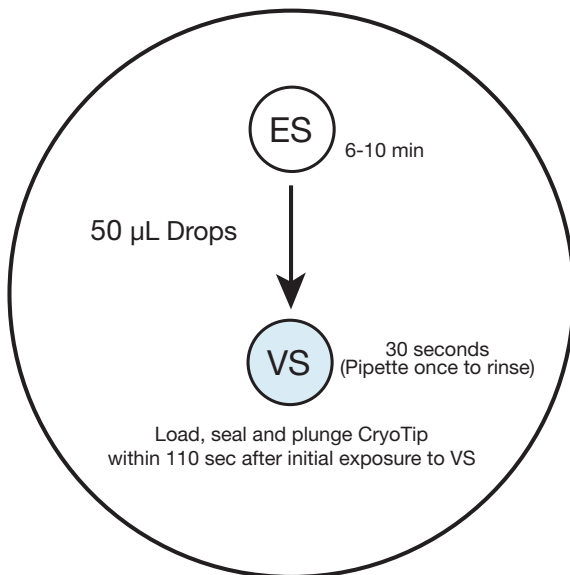 ES
6-10 min
50 µL Drops
VS
30 seconds
(Pipette once to rinse)
Load, seal and plunge CryoTip
within 110 sec after initial exposure to VS